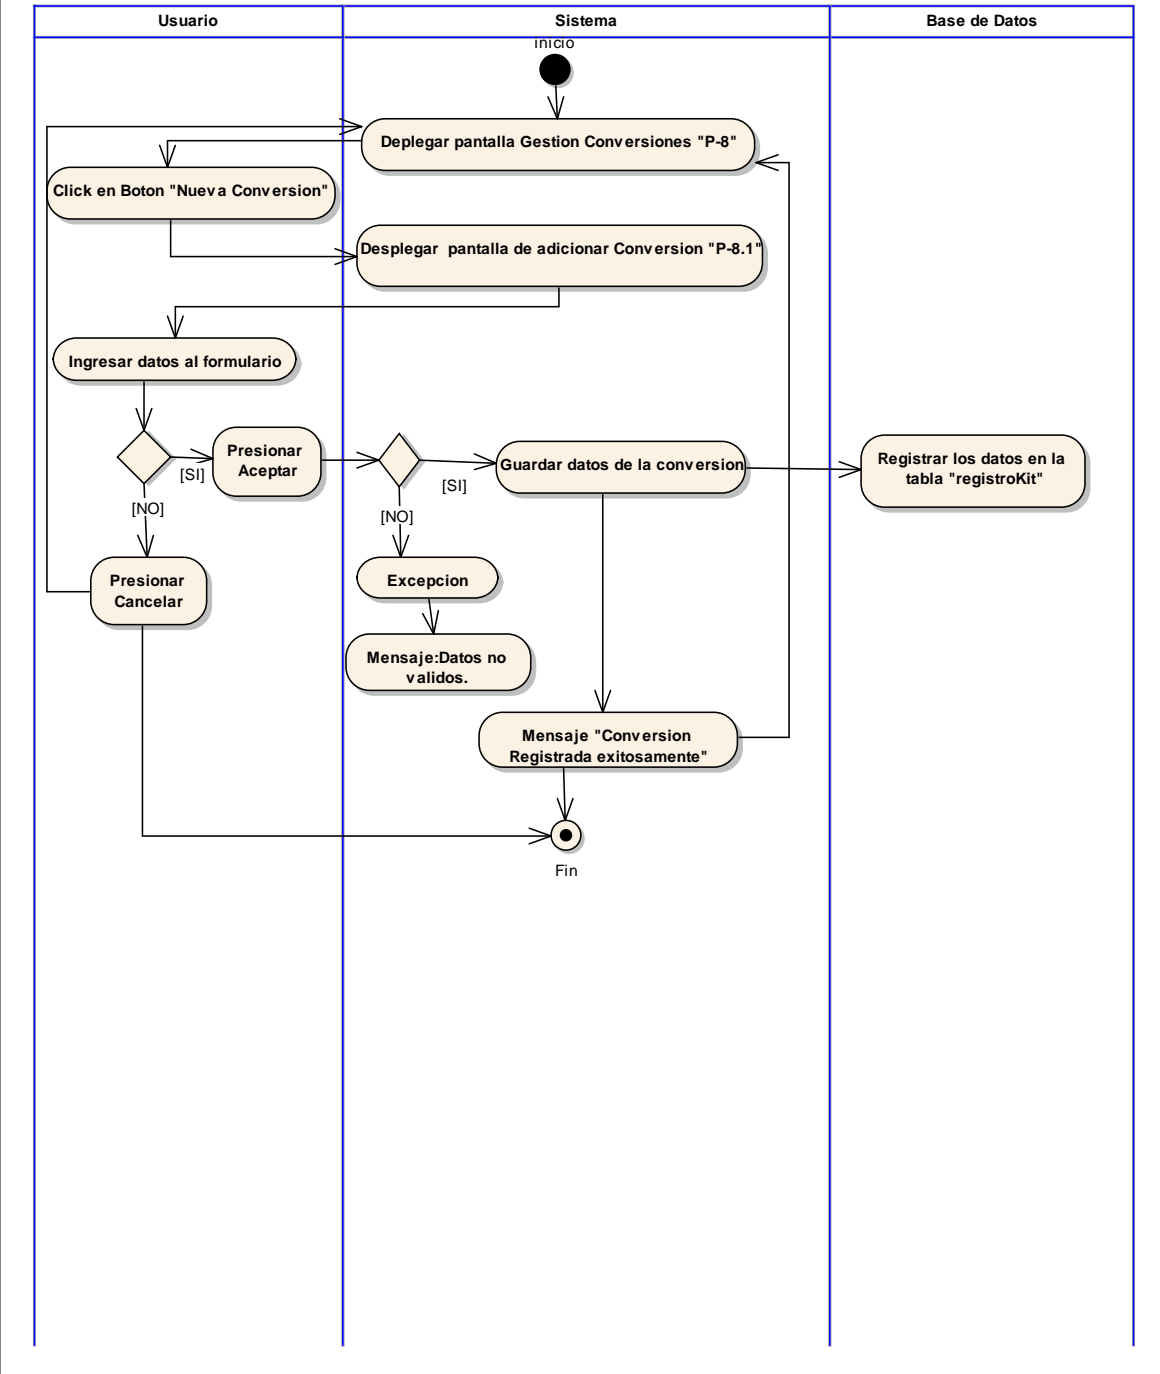 Usuario
Sistema
Base de Datos
inicio
Deplegar pantalla Gestion Conversiones "P-8"
Click en Boton "Nueva Conversion"
Desplegar pantalla de adicionar Conversion "P-8.1"
Ingresar datos al formulario
[SI]
Presionar
Aceptar
[SI]
Guardar datos de la conversion
Registrar los datos en la
tabla "registroKit"
[NO]
[NO]
Presionar
Cancelar
Excepcion
Mensaje:Datos no
validos.
Mensaje "Conversion
Registrada exitosamente"
Fin